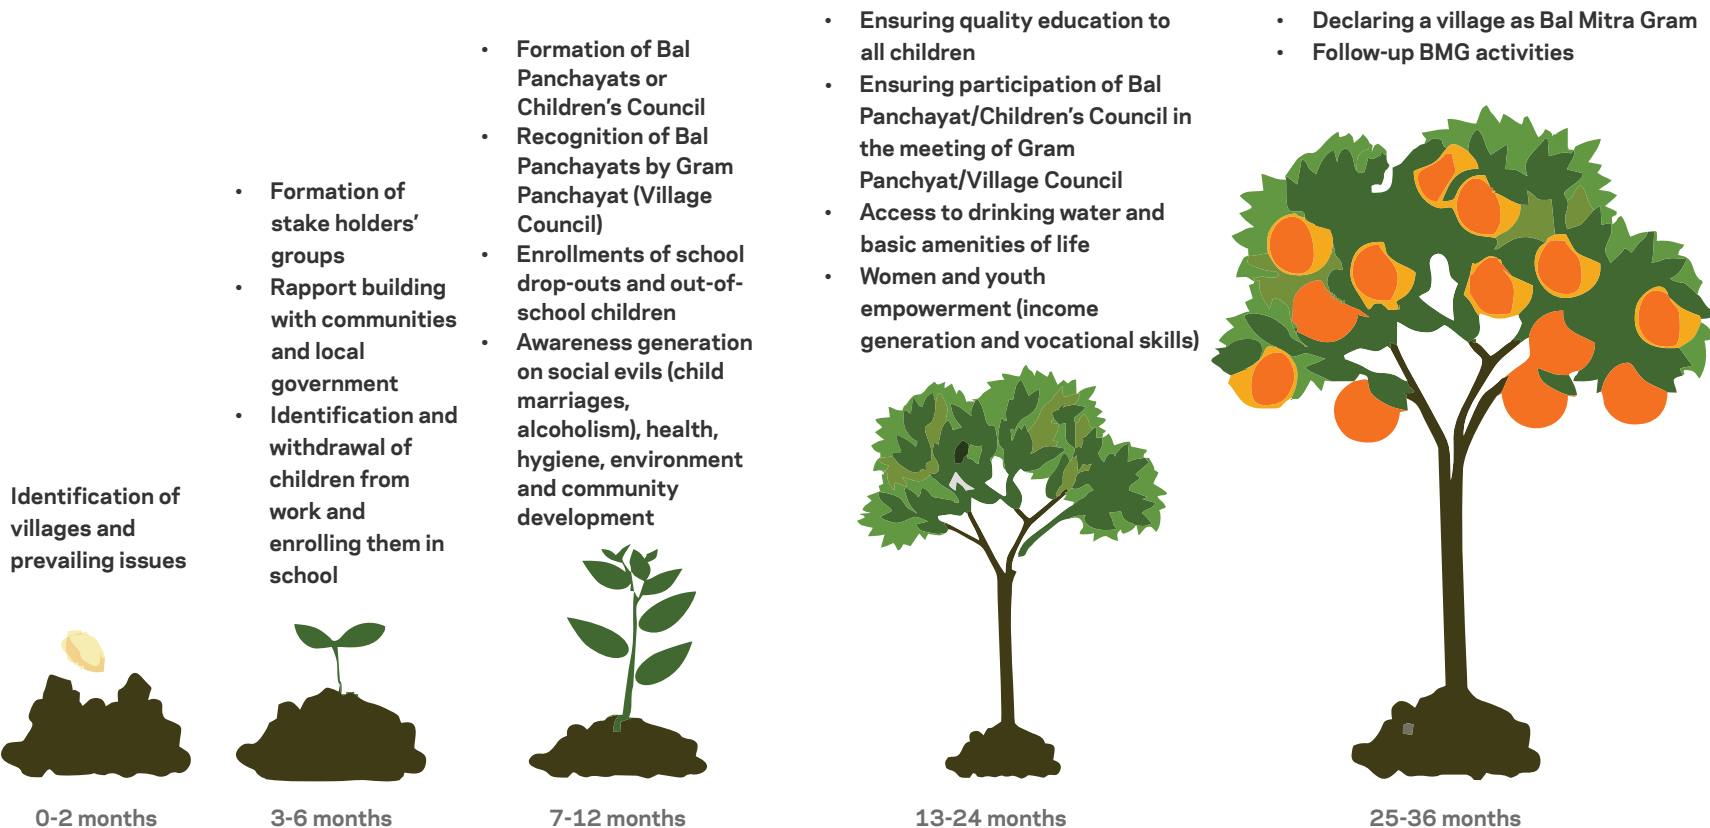 Identification of
villages and
prevailing issues
0-2 months
• Formation of
stake holders’
groups
• Rapport building
with communities
and local
government
• Identification and
withdrawal of
children from
work and
enrolling them in
school
3-6 months
• Formation of Bal
Panchayats or
Children’s Council
• Recognition of Bal
Panchayats by Gram
Panchayat (Village
Council)
• Enrollments of school
drop-outs and out-of-
school children
• Awareness generation
on social evils (child
marriages,
alcoholism), health,
hygiene, environment
and community
development
7-12 months
• Ensuring quality education to
all children
• Ensuring participation of Bal
Panchayat/Children’s Council in
the meeting of Gram
Panchyat/Village Council
• Access to drinking water and
basic amenities of life
• Women and youth
empowerment (income
generation and vocational skills)
13-24 months
• Declaring a village as Bal Mitra Gram
• Follow-up BMG activities
25-36 months